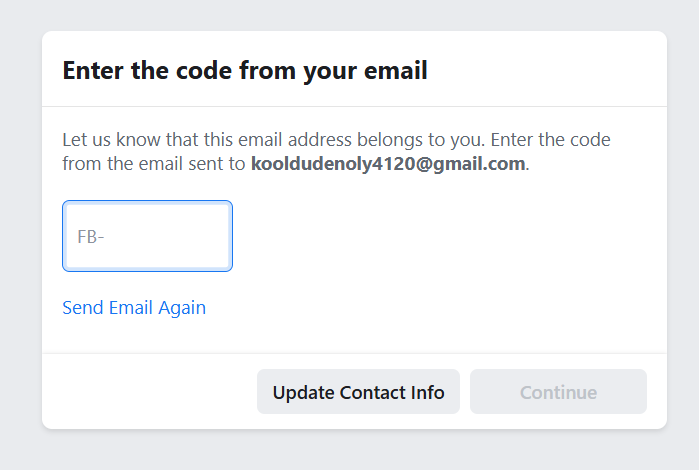 Enter the code from your email
Let us know that this email address belongs to you. Enter the code
from the email sent to kooldudenoly4120@gmail.com.
FB-
Send Email Again
Update Contact Info
Continue